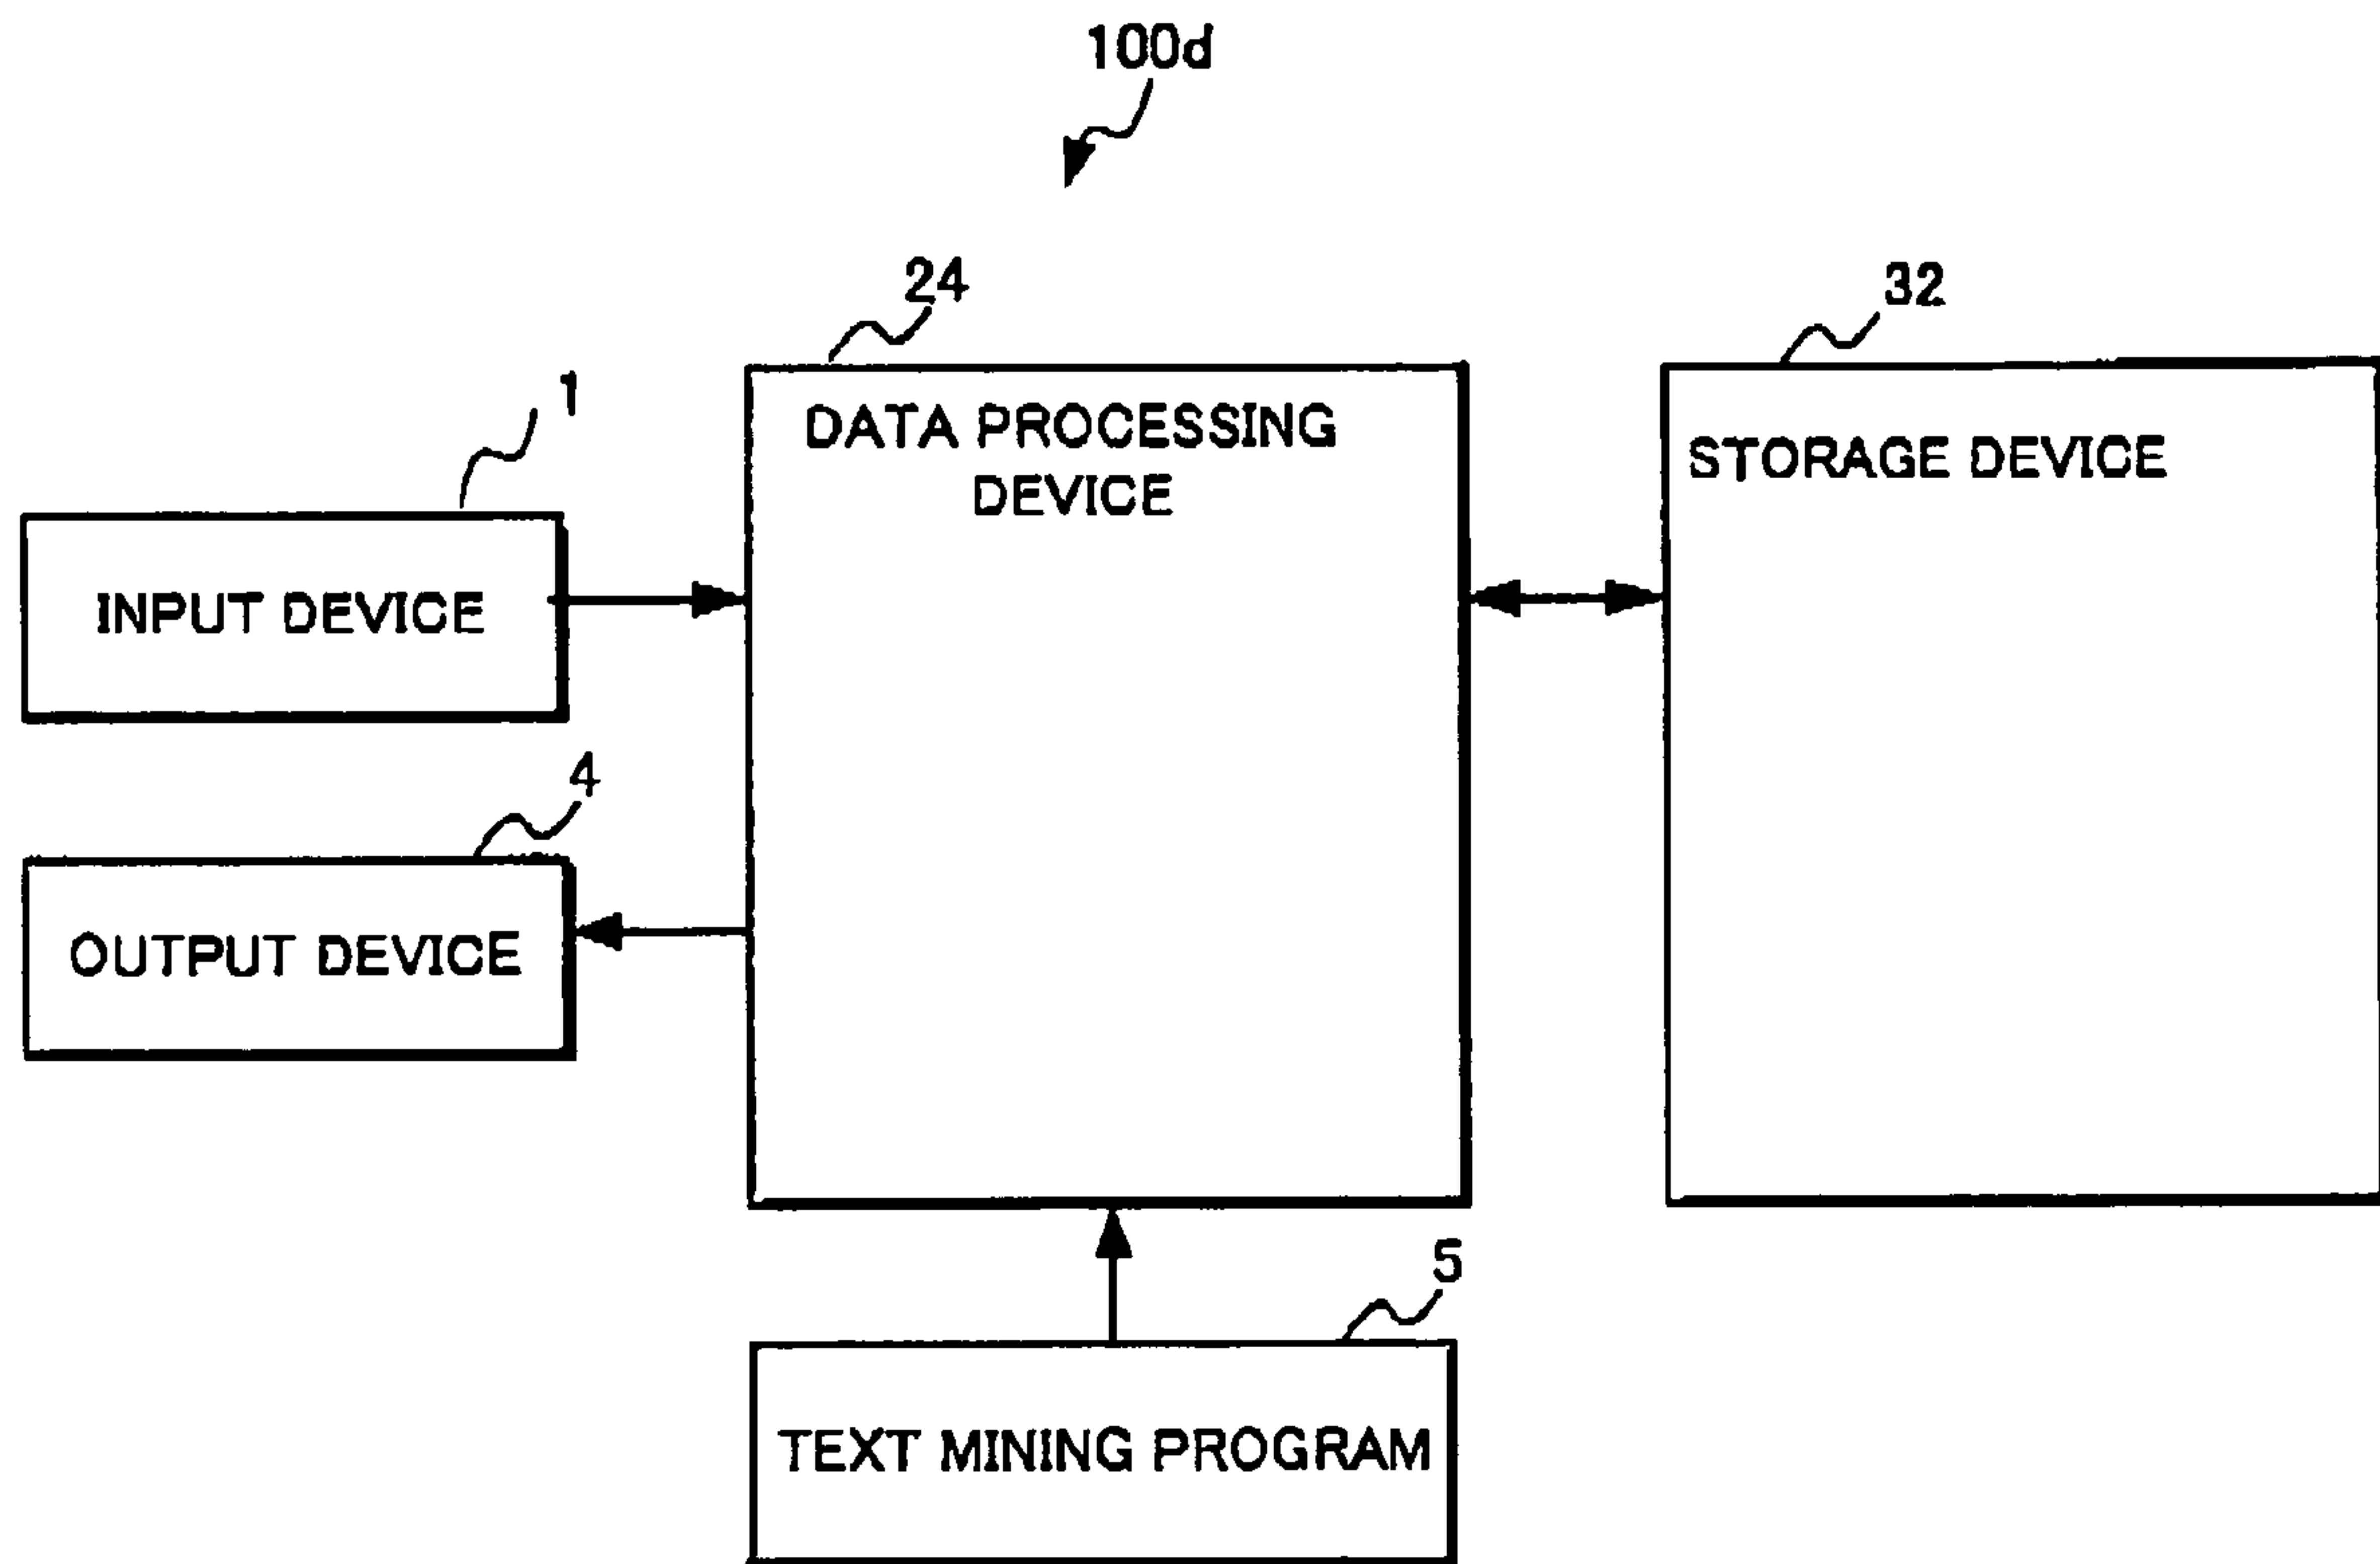 100d
24
32
1
DATA PROCESSING
DEVICE
STORAGE DEVICE
INPUT DEVICE
4
OUTPUT DEVICE
5
TEXT MINING PROGRAM